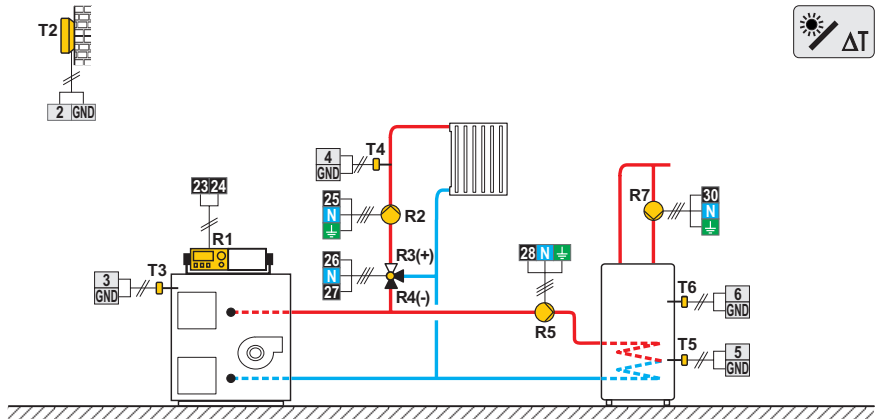 T2
ΔT
2 GND
4
GND
T4
23 24
25
N
R2
R7
30
N
R1
R3(+)
26
N
27
R4(-)
28 N
3
GND
T3
T6
6
GND
R5
T5
5
GND